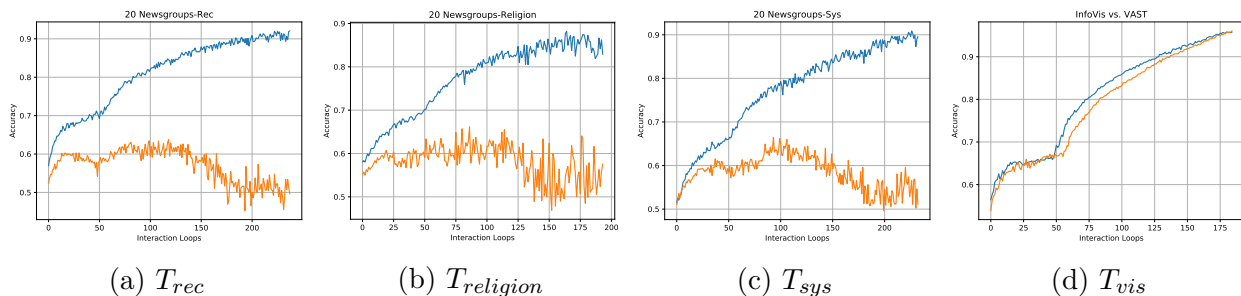 20 Newsgroups-Rec
Accuracy
0.9
0.8
0.7
0.6
0.5
0
50
100
150
200
Interaction Loops
(a) T_rec
20 Newsgroups-Religion
Accuracy
0.9
0.8
0.7
0.6
0.5
0
25
50
75
100
125
150
175
200
Interaction Loops
(b) T_religion
20 Newsgroups-Sys
Accuracy
0.9
0.8
0.7
0.6
0.5
0
50
100
150
200
Interaction Loops
(c) T_sys
InfoVis vs. VAST
Accuracy
0.9
0.8
0.7
0.6
0
25
50
75
100
125
150
175
Interaction Loops
(d) T_vis